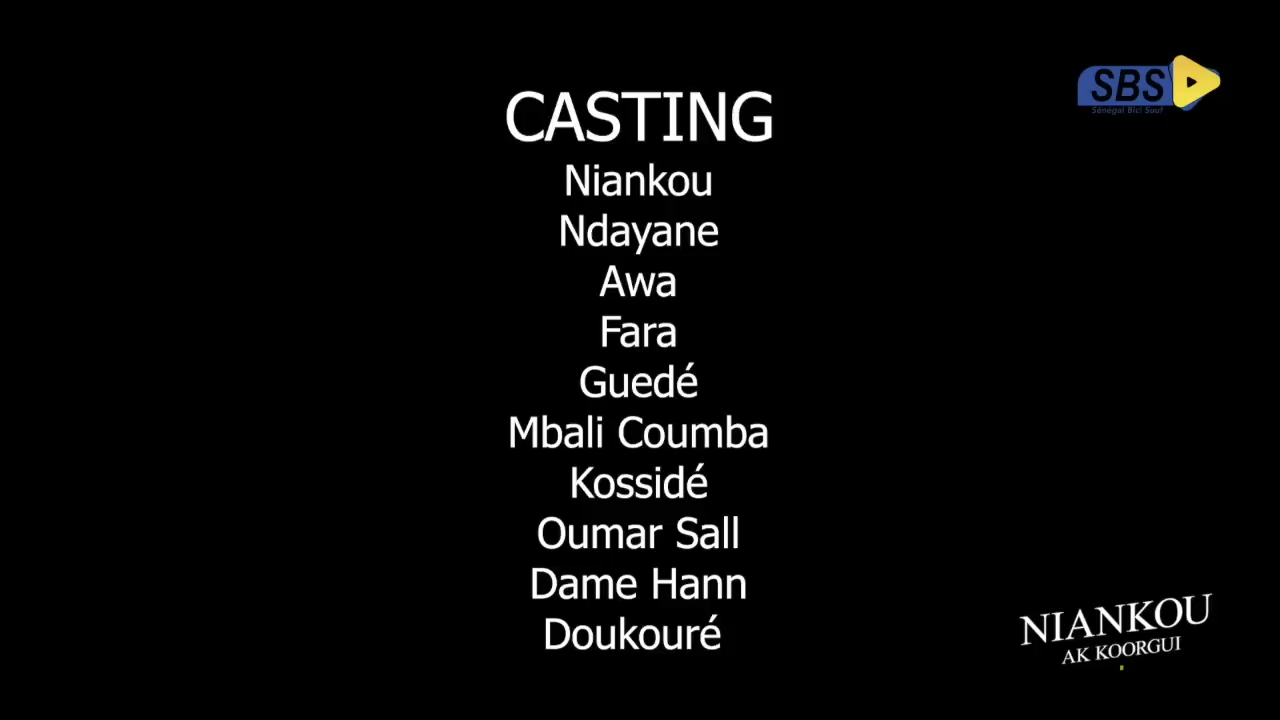 SBS
Sénégal Bici Suuf
CASTING
Niankou
Ndayane
Awa
Fara
Guedé
Mbali Coumba
Kossidé
Oumar Sall
Dame Hann
Doukouré
NIANKOU
AK KOORGUI